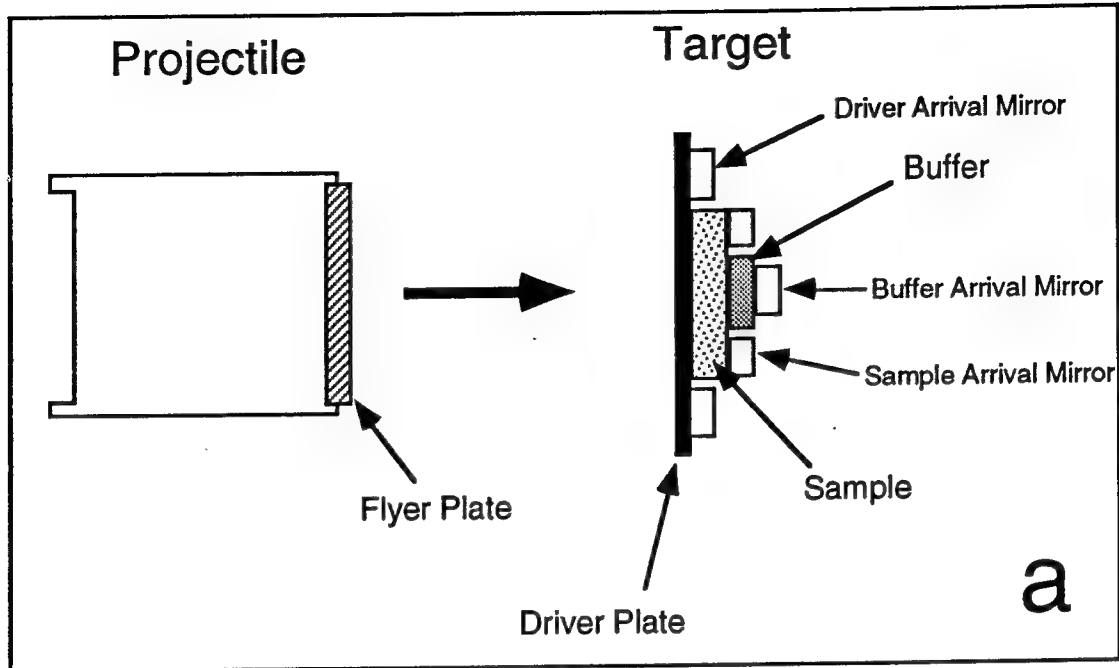 Projectile
Target
Driver Arrival Mirror
Buffer
Buffer Arrival Mirror
Sample Arrival Mirror
Sample
Flyer Plate
Driver Plate
a